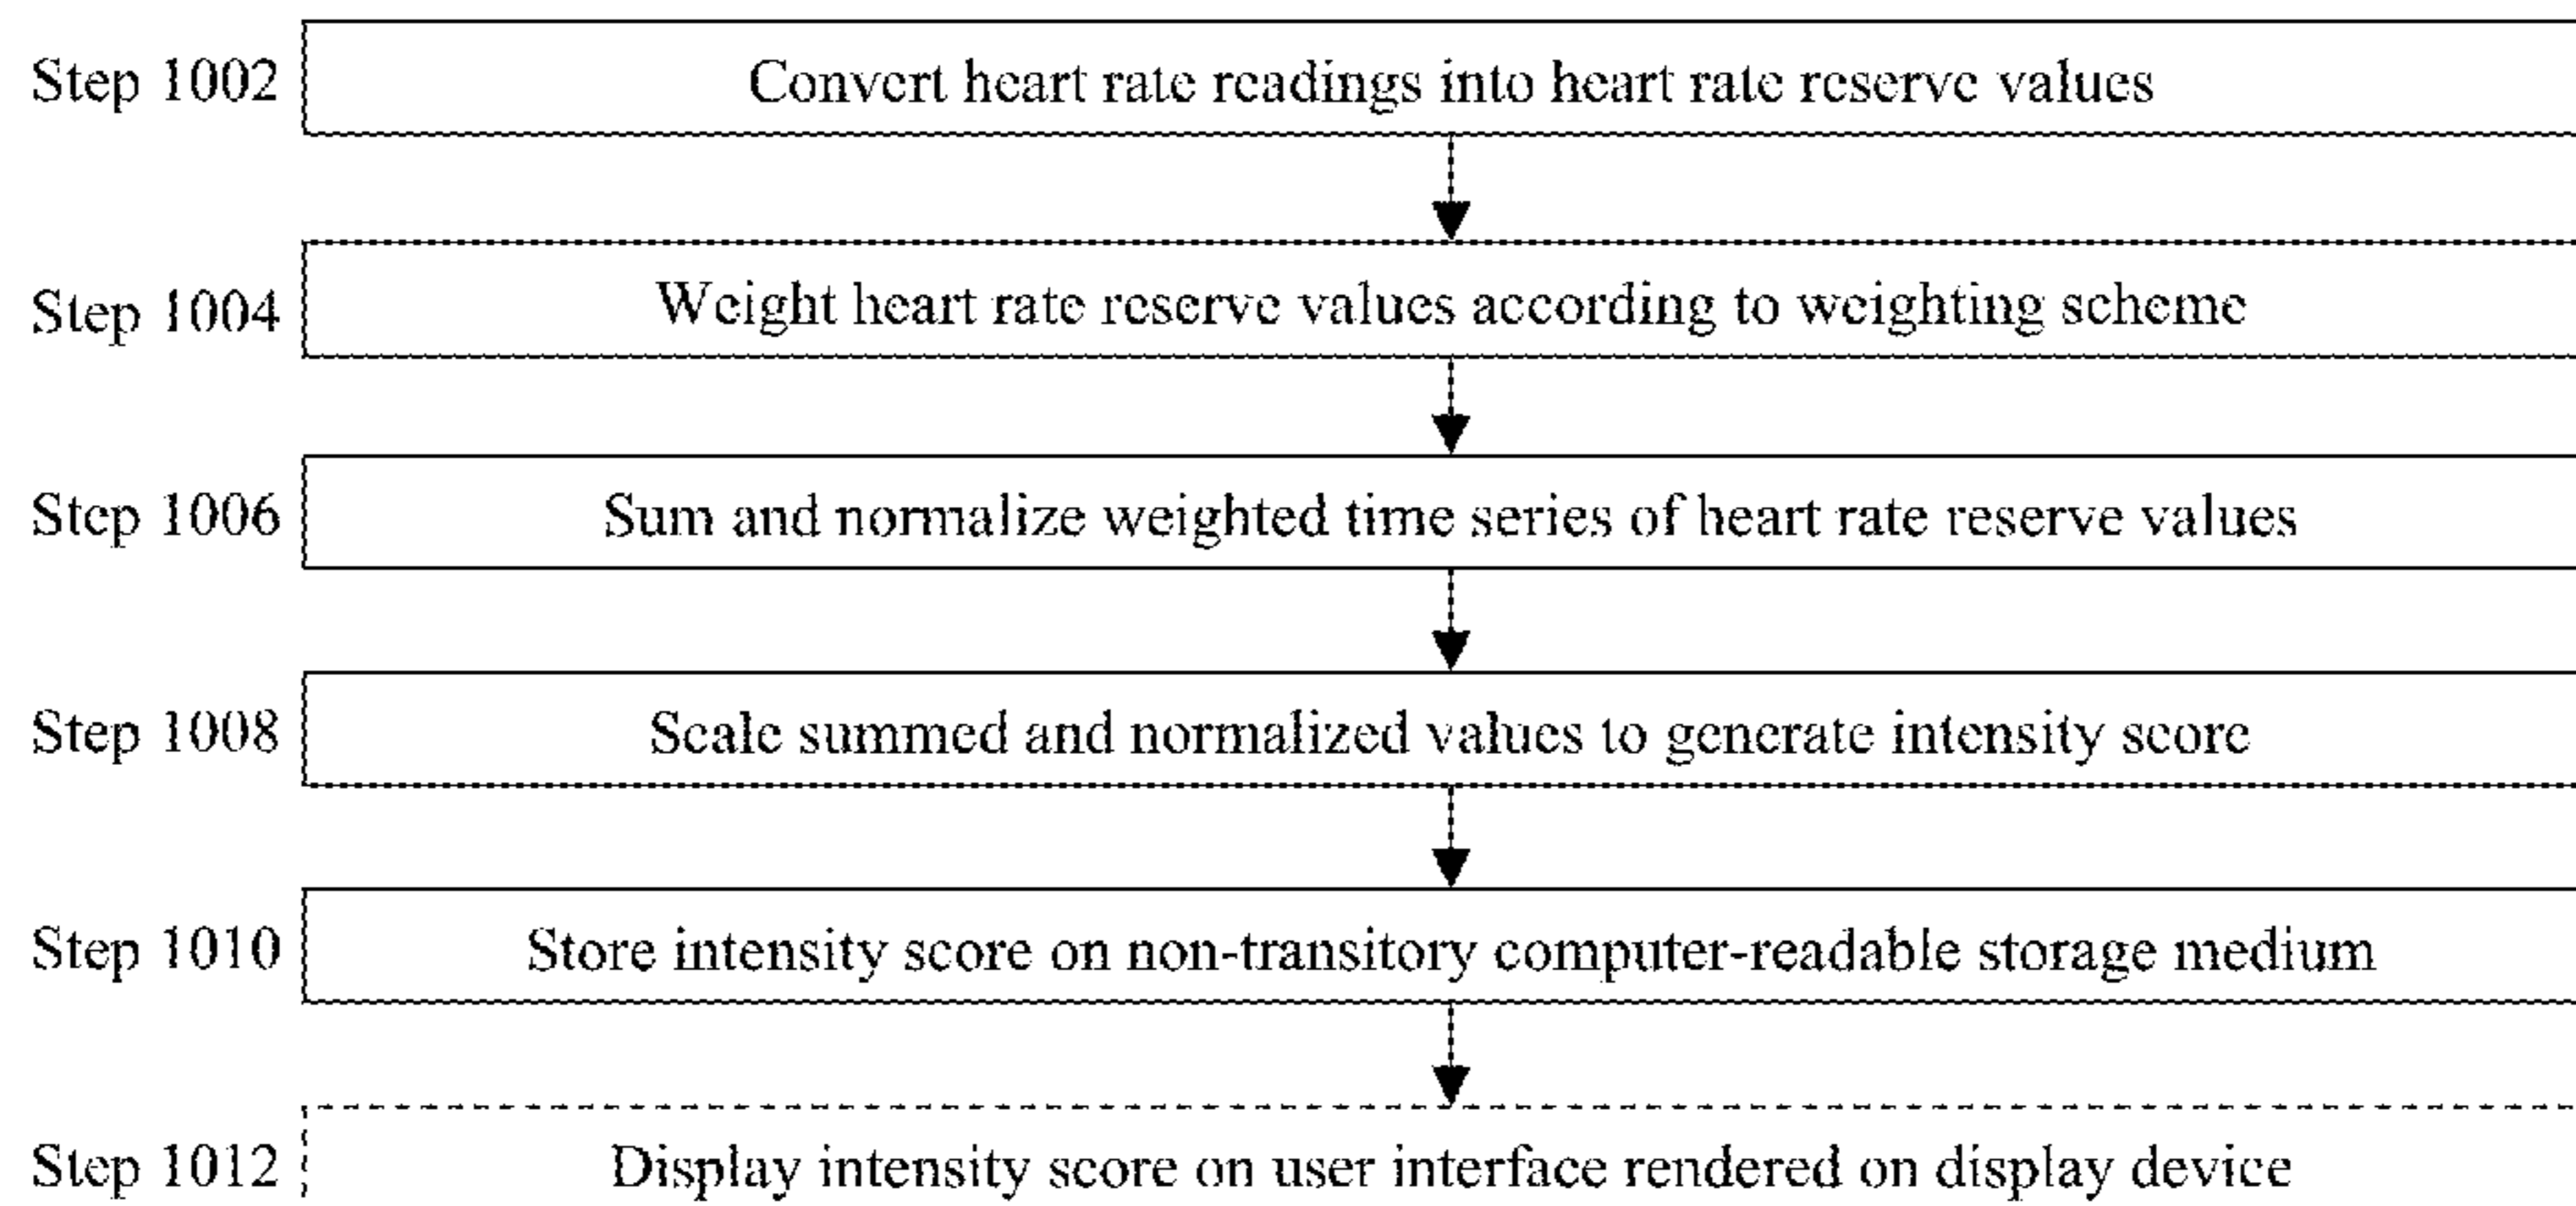 Step 1002 Convert heart rate readings into heart rate reserve values
Step 1004 Weight heart rate reserve values according to weighting scheme
Step 1006 Sum and normalize weighted time series of heart rate reserve values
Step 1008 Scale summed and normalized values to generate intensity score
Step 1010 Store intensity score on non-transitory computer-readable storage medium
Step 1012 Display intensity score on user interface rendered on display device